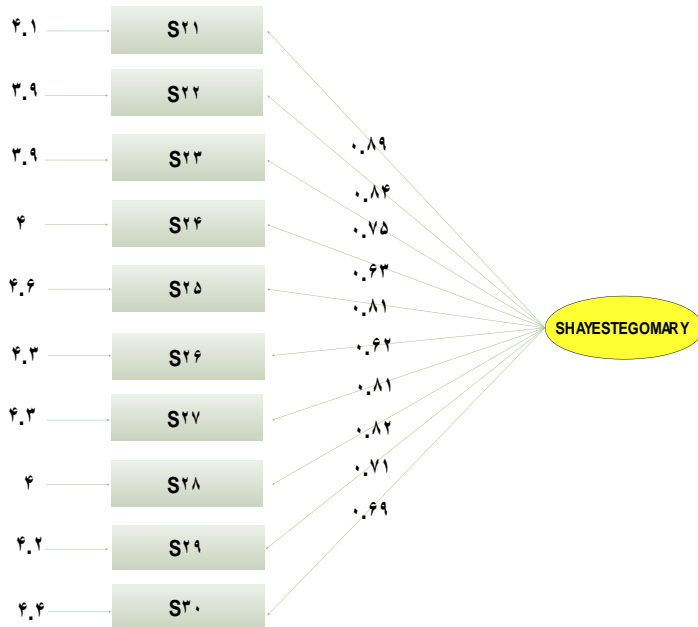 ۴.۱ S۲۱
۳.۹ S۲۲
۳.۹ S۲۳
۴ S۲۴
۴.۶ S۲۵
۴.۳ S۲۶
۴.۳ S۲۷
۴ S۲۸
۴.۲ S۲۹
۴.۴ S۳۰
۰.۸۹
۰.۸۴
۰.۷۵
۰.۶۳
۰.۸۱
۰.۶۲
۰.۸۱
۰.۸۲
۰.۷۱
۰.۶۹
SHAYESTEGOMARY